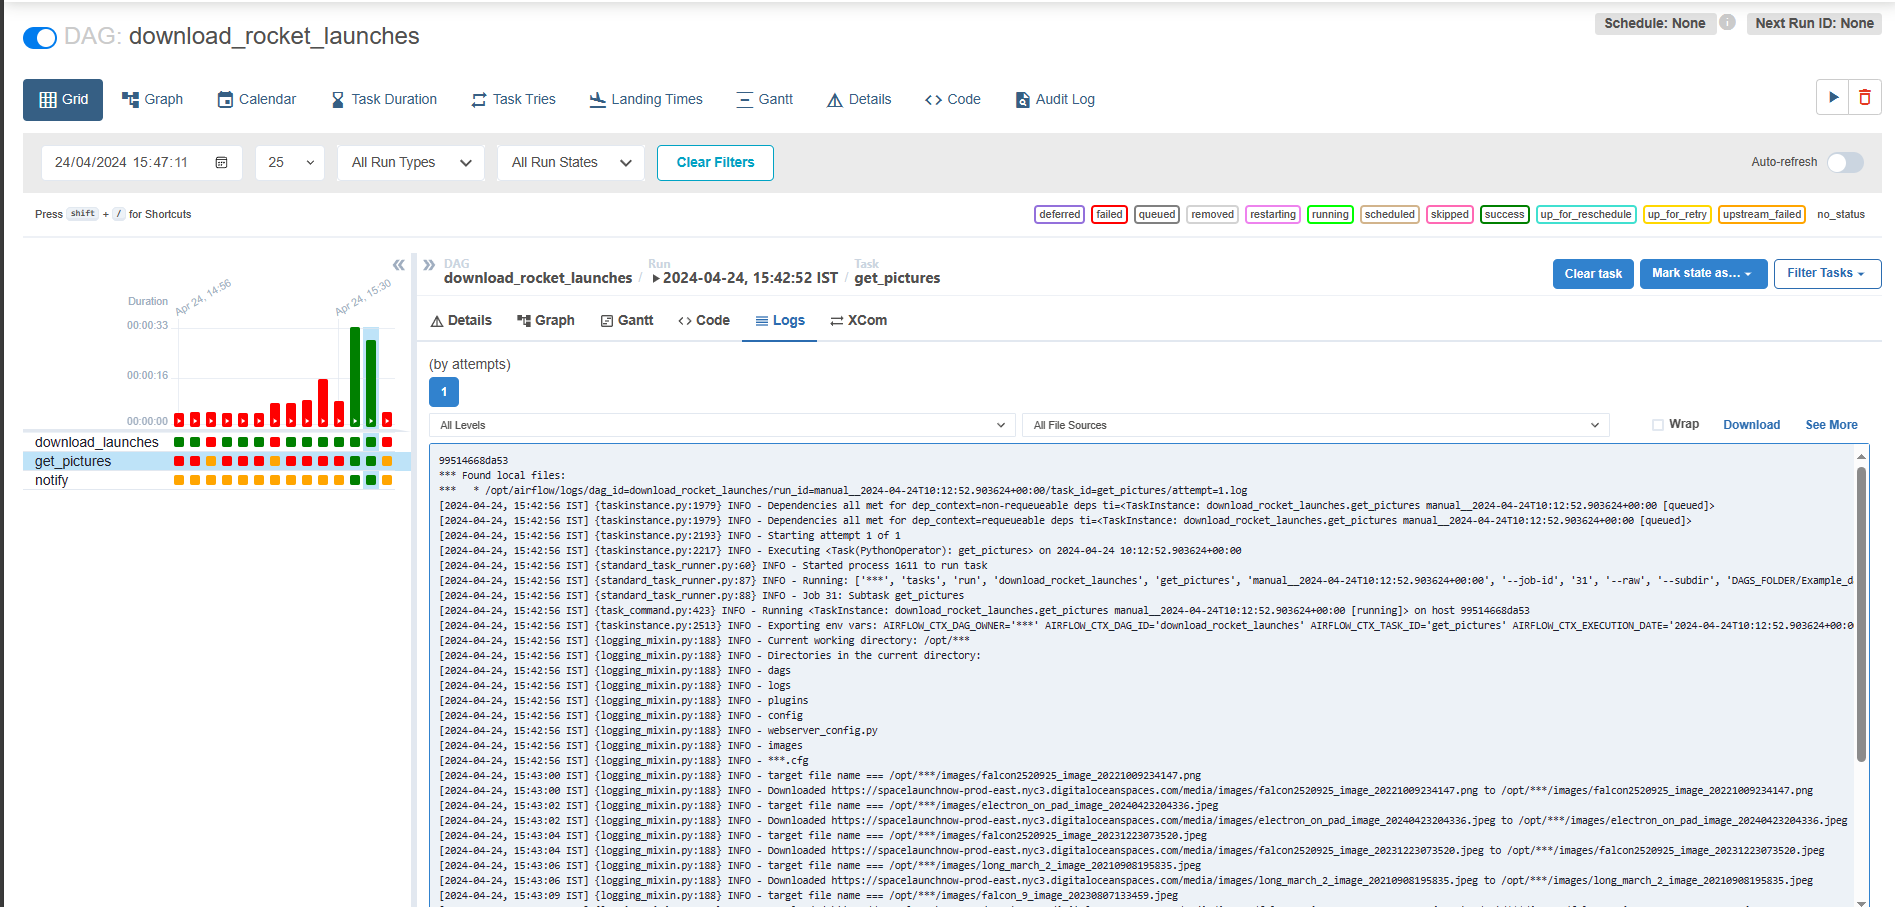 DAG: download_rocket_launches
Schedule: None
Next Run ID: None
Grid
Graph
Calendar
Task Duration
Task Tries
Landing Times
Gantt
Details
Code
Audit Log
24/04/2024 15:47:11
25
All Run Types
All Run States
Clear Filters
Auto-refresh
Press shift + / for Shortcuts
deferred
failed
queued
removed
restarting
running
scheduled
skipped
success
up_for_reschedule
up_for_retry
upstream_failed
no_status
Apr 24, 14:56
Apr 24, 15:30
Duration
00:00:33
00:00:16
00:00:00
download_launches
get_pictures
notify
DAG
download_rocket_launches
/
Run
2024-04-24, 15:42:52 IST
/
Task
get_pictures
Clear task
Mark state as...
Filter Tasks
Details
Graph
Gantt
Code
Logs
XCom
(by attempts)
1
All Levels
All File Sources
Wrap
Download
See More
99514668da53
*** Found local files:
***   * /opt/airflow/logs/dag_id=download_rocket_launches/run_id=manual__2024-04-24T10:12:52.903624+00:00/task_id=get_pictures/attempt=1.log
[2024-04-24, 15:42:56 IST] {taskinstance.py:1979} INFO - Dependencies all met for dep_context=non-requeueable deps ti=<TaskInstance: download_rocket_launches.get_pictures manual__2024-04-24T10:12:52.903624+00:00 [queued]>
[2024-04-24, 15:42:56 IST] {taskinstance.py:1979} INFO - Dependencies all met for dep_context=requeueable deps ti=<TaskInstance: download_rocket_launches.get_pictures manual__2024-04-24T10:12:52.903624+00:00 [queued]>
[2024-04-24, 15:42:56 IST] {taskinstance.py:2193} INFO - Starting attempt 1 of 1
[2024-04-24, 15:42:56 IST] {taskinstance.py:2217} INFO - Executing <Task(PythonOperator): get_pictures> on 2024-04-24 10:12:52.903624+00:00
[2024-04-24, 15:42:56 IST] {standard_task_runner.py:60} INFO - Started process 1611 to run task
[2024-04-24, 15:42:56 IST] {standard_task_runner.py:87} INFO - Running: ['***', 'tasks', 'run', 'download_rocket_launches', 'get_pictures', 'manual__2024-04-24T10:12:52.903624+00:00', '--job-id', '31', '--raw', '--subdir', 'DAGS_FOLDER/Example_d
[2024-04-24, 15:42:56 IST] {standard_task_runner.py:88} INFO - Job 31: Subtask get_pictures
[2024-04-24, 15:42:56 IST] {task_command.py:423} INFO - Running <TaskInstance: download_rocket_launches.get_pictures manual__2024-04-24T10:12:52.903624+00:00 [running]> on host 99514668da53
[2024-04-24, 15:42:56 IST] {taskinstance.py:2513} INFO - Exporting env vars: AIRFLOW_CTX_DAG_OWNER='***' AIRFLOW_CTX_DAG_ID='download_rocket_launches' AIRFLOW_CTX_TASK_ID='get_pictures' AIRFLOW_CTX_EXECUTION_DATE='2024-04-24T10:12:52.903624+00:0
[2024-04-24, 15:42:56 IST] {logging_mixin.py:188} INFO - Current working directory: /opt/***
[2024-04-24, 15:42:56 IST] {logging_mixin.py:188} INFO - Directories in the current directory:
[2024-04-24, 15:42:56 IST] {logging_mixin.py:188} INFO - dags
[2024-04-24, 15:42:56 IST] {logging_mixin.py:188} INFO - logs
[2024-04-24, 15:42:56 IST] {logging_mixin.py:188} INFO - plugins
[2024-04-24, 15:42:56 IST] {logging_mixin.py:188} INFO - config
[2024-04-24, 15:42:56 IST] {logging_mixin.py:188} INFO - webserver_config.py
[2024-04-24, 15:42:56 IST] {logging_mixin.py:188} INFO - images
[2024-04-24, 15:42:56 IST] {logging_mixin.py:188} INFO - ***.cfg
[2024-04-24, 15:43:00 IST] {logging_mixin.py:188} INFO - target file name === /opt/***/images/falcon2520925_image_20221009234147.png
[2024-04-24, 15:43:00 IST] {logging_mixin.py:188} INFO - Downloaded https://spacelaunchnow-prod-east.nyc3.digitaloceanspaces.com/media/images/falcon2520925_image_20221009234147.png to /opt/***/images/falcon2520925_image_20221009234147.png
[2024-04-24, 15:43:02 IST] {logging_mixin.py:188} INFO - target file name === /opt/***/images/electron_on_pad_image_20240423204336.jpeg
[2024-04-24, 15:43:02 IST] {logging_mixin.py:188} INFO - Downloaded https://spacelaunchnow-prod-east.nyc3.digitaloceanspaces.com/media/images/electron_on_pad_image_20240423204336.jpeg to /opt/***/images/electron_on_pad_image_20240423204336.jpeg
[2024-04-24, 15:43:04 IST] {logging_mixin.py:188} INFO - target file name === /opt/***/images/falcon2520925_image_20231223073520.jpeg
[2024-04-24, 15:43:04 IST] {logging_mixin.py:188} INFO - Downloaded https://spacelaunchnow-prod-east.nyc3.digitaloceanspaces.com/media/images/falcon2520925_image_20231223073520.jpeg to /opt/***/images/falcon2520925_image_20231223073520.jpeg
[2024-04-24, 15:43:06 IST] {logging_mixin.py:188} INFO - target file name === /opt/***/images/long_march_2_image_20210908195835.jpeg
[2024-04-24, 15:43:06 IST] {logging_mixin.py:188} INFO - Downloaded https://spacelaunchnow-prod-east.nyc3.digitaloceanspaces.com/media/images/long_march_2_image_20210908195835.jpeg to /opt/***/images/long_march_2_image_20210908195835.jpeg
[2024-04-24, 15:43:09 IST] {logging_mixin.py:188} INFO - target file name === /opt/***/images/falcon_9_image_20230807133459.jpeg